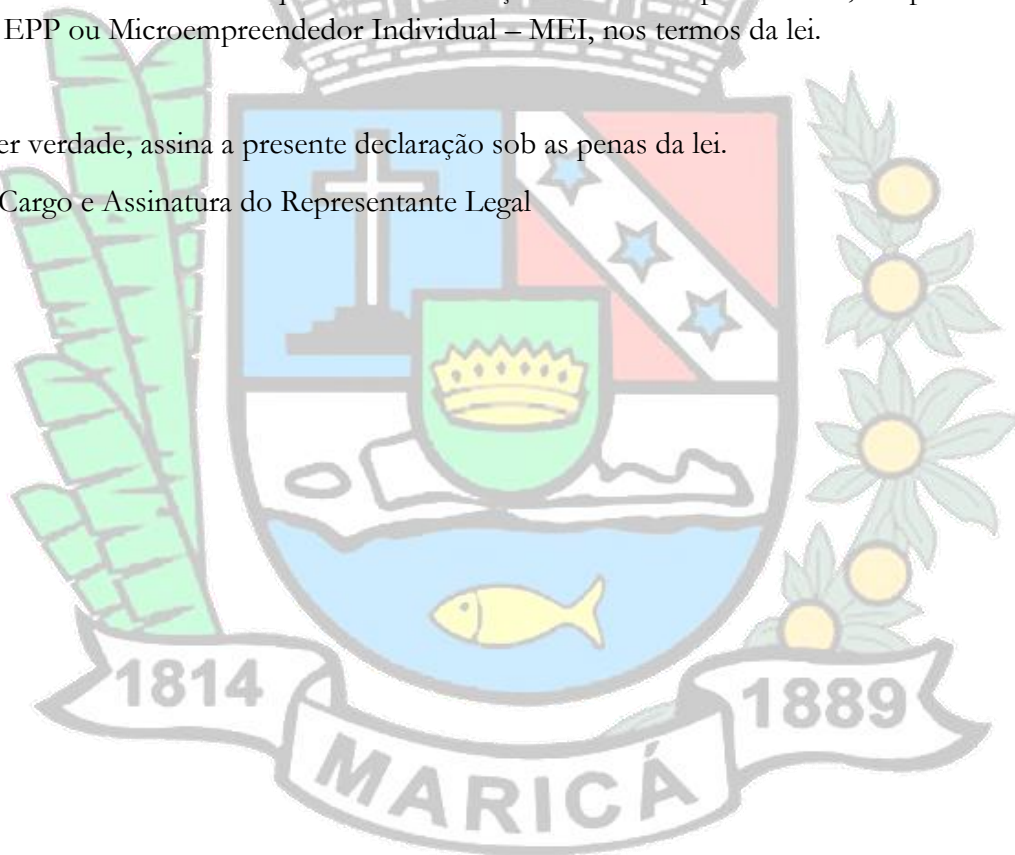 EPP ou Microempreendedor Individual – MEI, nos termos da lei.
verdade, assina a presente declaração sob as penas da lei.
Cargo e Assinatura do Representante Legal
1814
1889
MARICÁ